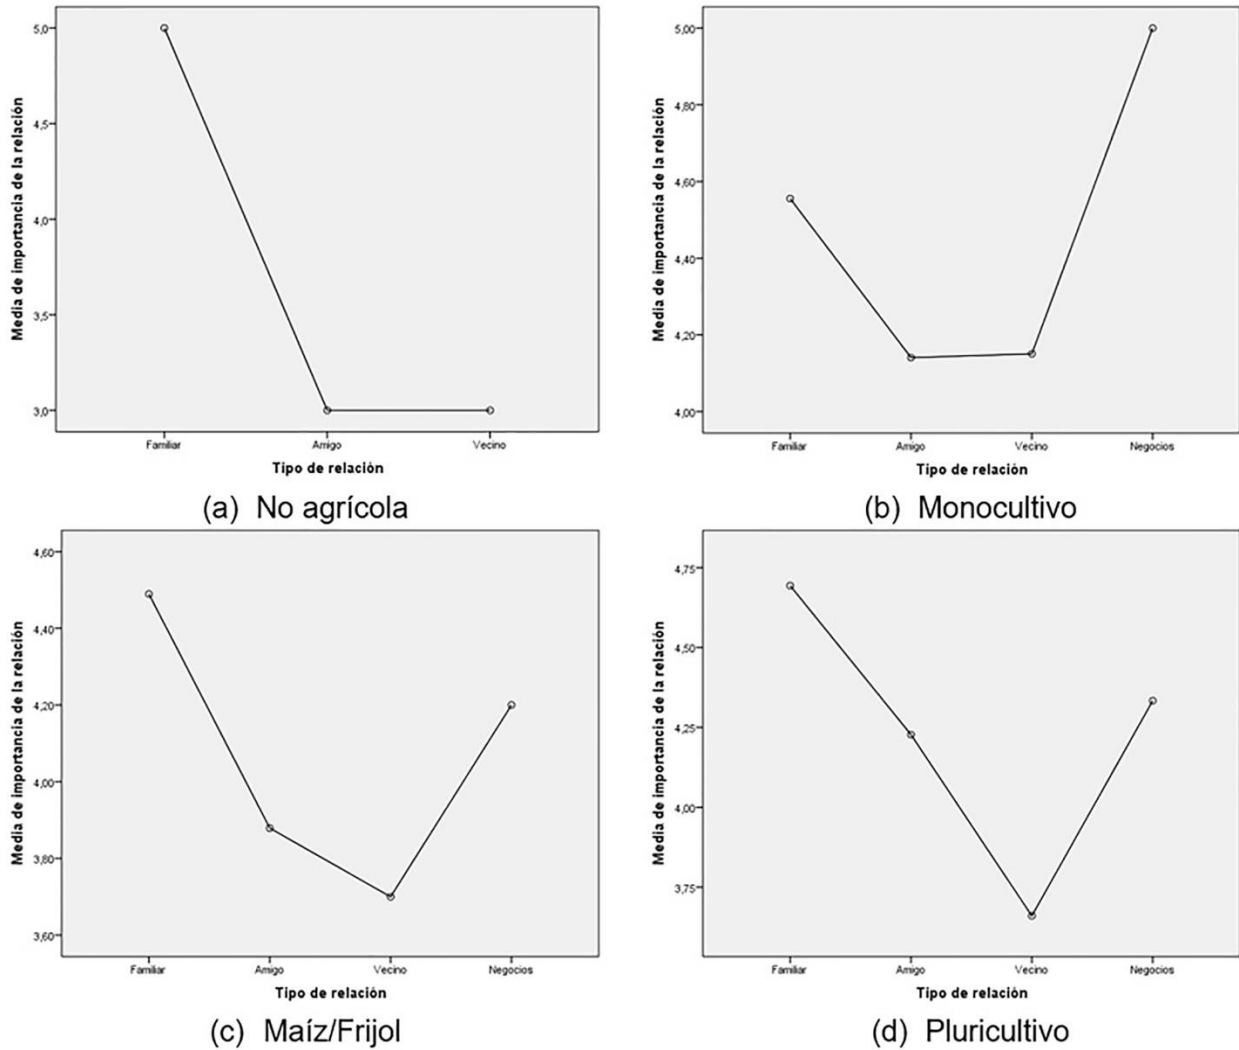 Media de importancia de la relación
5,0
4,5
4,0
3,5
3,0
Familiar Amigo Vecino
Tipo de relación
(a) No agrícola
Media de importancia de la relación
5,00
4,80
4,60
4,40
4,20
4,00
Familiar Amigo Vecino Negocios
Tipo de relación
(b) Monocultivo
Media de importancia de la relación
4,60
4,40
4,20
4,00
3,80
3,60
Familiar Amigo Vecino Negocios
Tipo de relación
(c) Maíz/Frijol
Media de importancia de la relación
4,75
4,50
4,25
4,00
3,75
Familiar Amigo Vecino Negocios
Tipo de relación
(d) Pluricultivo